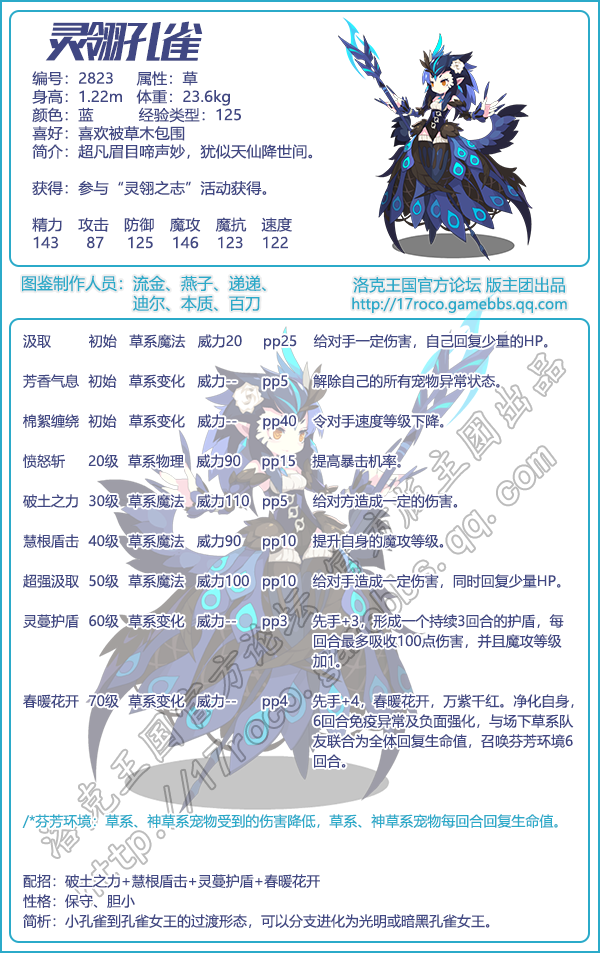 灵翎孔雀
编号：2823 属性：草
身高：1.22m 体重：23.6kg
颜色：蓝 经验类型：125
喜好：喜欢被草木包围
简介：超凡眉目啼声妙，犹似天仙降世间。
获得：参与“灵翎之志”活动获得。
精力 攻击 防御 魔攻 魔抗 速度
143 87 125 146 123 122
图鉴制作人员：流金、燕子、递递、
迪尔、本质、百刀
洛克王国官方论坛 版主团出品
http://17roco.gamebbs.qq.com
汲取 初始 草系魔法 威力20 pp25 给对手一定伤害，自己回复少量的HP。
芳香气息 初始 草系变化 威力-- pp5 解除自己的所有宠物异常状态。
棉絮缠绕 初始 草系变化 威力-- pp40 令对手速度等级下降。
愤怒斩 20级 草系物理 威力90 pp15 提高暴击机率。
破土之力 30级 草系魔法 威力110 pp5 给对方造成一定的伤害。
慧根盾击 40级 草系魔法 威力90 pp10 提升自身的魔攻等级。
超强汲取 50级 草系魔法 威力100 pp10 给对手造成一定伤害，同时回复少量HP。
灵蔓护盾 60级 草系变化 威力-- pp3 先手+3，形成一个持续3回合的护盾，每
回合最多吸收100点伤害，并且魔攻等级
加1。
春暖花开 70级 草系变化 威力-- pp4 先手+4，春暖花开，万紫千红。净化自身，
6回合免疫异常及负面强化，与场下草系队
友联合为全体回复生命值，召唤芬芳环境6
回合。
/*芬芳环境：草系、神草系宠物受到的伤害降低，草系、神草系宠物每回合回复生命值。
配招：破土之力+慧根盾击+灵蔓护盾+春暖花开
性格：保守、胆小
简析：小孔雀到孔雀女王的过渡形态，可以分支进化为光明或暗黑孔雀女王。
洛克王国官方论坛 版主团出品
http://17roco.gamebbs.qq.com